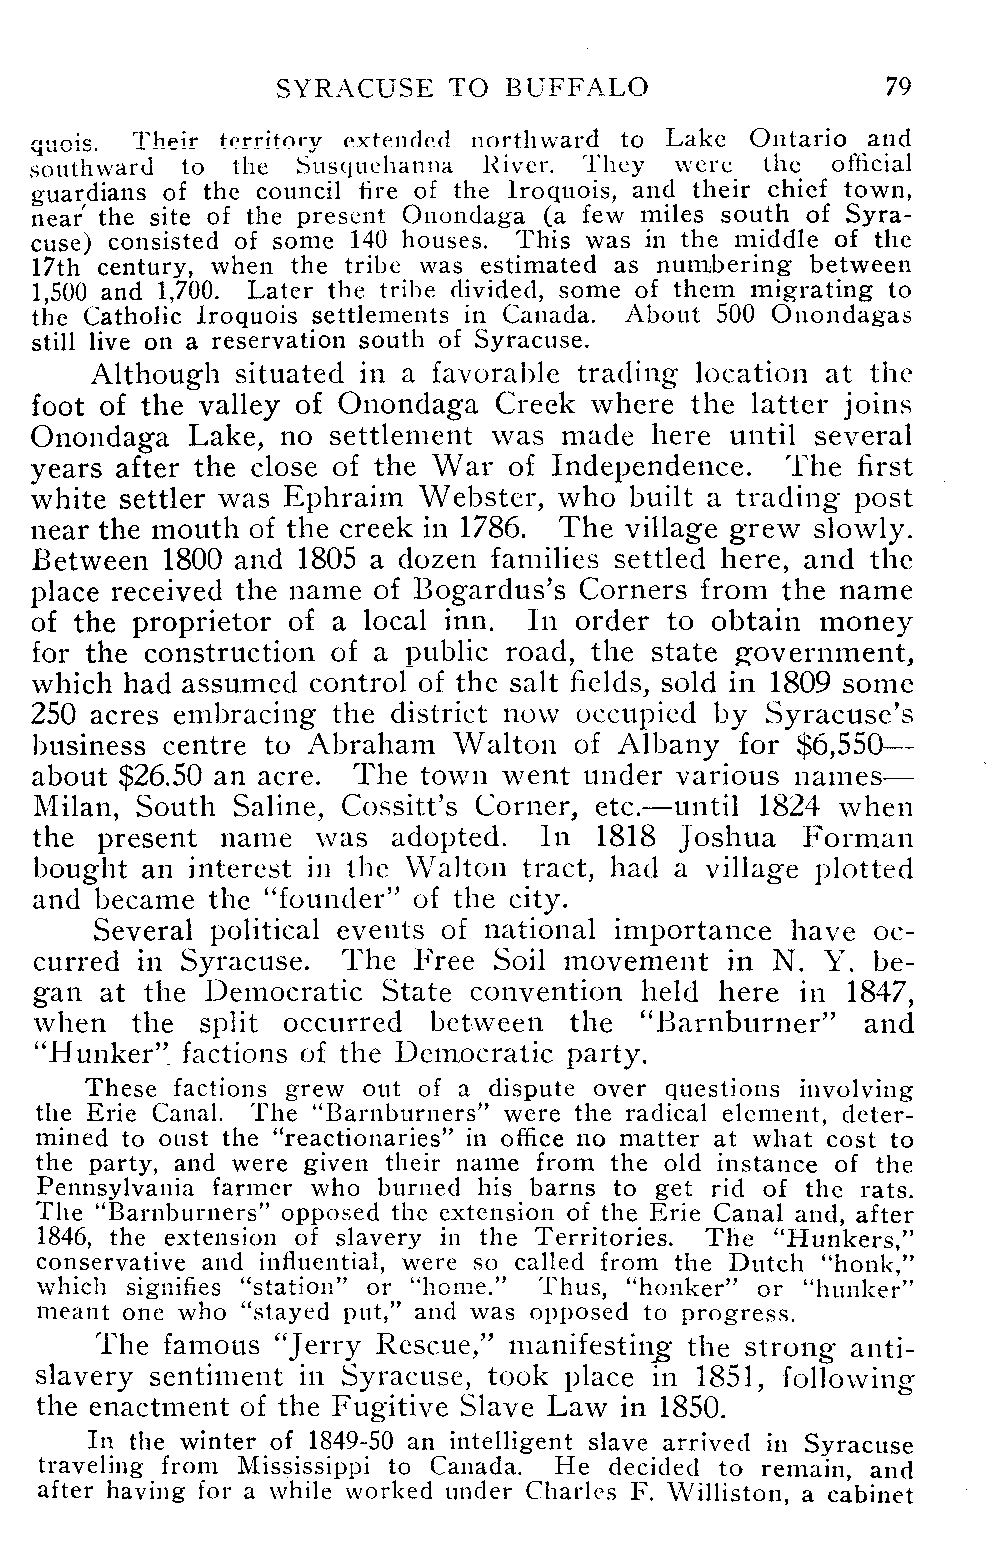 SYRACUSE TO BUFFALO 79
quois. Their territory extended northward to Lake Ontario and
southward to the Susquehanna River. They were the official
guardians of the council fire of the Iroquois, and their chief town,
near the site of the present Onondaga (a few miles south of Syra-
cuse) consisted of some 140 houses. This was in the middle of the
17th century, when the tribe was estimated as numbering between
1,500 and 1,700. Later the tribe divided, some of them migrating to
the Catholic Iroquois settlements in Canada. About 500 Onondagas
still live on a reservation south of Syracuse.
Although situated in a favorable trading location at the
foot of the valley of Onondaga Creek where the latter joins
Onondaga Lake, no settlement was made here until several
years after the close of the War of Independence. The first
white settler was Ephraim Webster, who built a trading post
near the mouth of the creek in 1786. The village grew slowly.
Between 1800 and 1805 a dozen families settled here, and the
place received the name of Bogardus's Corners from the name
of the proprietor of a local inn. In order to obtain money
for the construction of a public road, the state government,
which had assumed control of the salt fields, sold in 1809 some
250 acres embracing the district now occupied by Syracuse's
business centre to Abraham Walton of Albany for $6,550—
about $26.50 an acre. The town went under various names—
Milan, South Saline, Cossitt's Corner, etc.—until 1824 when
the present name was adopted. In 1818 Joshua Forman
bought an interest in the Walton tract, had a village plotted
and became the "founder" of the city.
Several political events of national importance have oc-
curred in Syracuse. The Free Soil movement in N. Y. be-
gan at the Democratic State convention held here in 1847,
when the split occurred between the "Barnburner" and
"Hunker" factions of the Democratic party.
These factions grew out of a dispute over questions involving
the Erie Canal. The "Barnburners" were the radical element, deter-
mined to oust the "reactionaries" in office no matter at what cost to
the party, and were given their name from the old instance of the
Pennsylvania farmer who burned his barns to get rid of the rats.
The "Barnburners" opposed the extension of the Erie Canal and, after
1846, the extension of slavery in the Territories. The "Hunkers,"
conservative and influential, were so called from the Dutch "honk,"
which signifies "station" or "home." Thus, "honker" or "hunker"
meant one who "stayed put," and was opposed to progress.
The famous "Jerry Rescue," manifesting the strong anti-
slavery sentiment in Syracuse, took place in 1851, following
the enactment of the Fugitive Slave Law in 1850.
In the winter of 1849-50 an intelligent slave arrived in Syracuse
traveling from Mississippi to Canada. He decided to remain, and
after having for a while worked under Charles F. Williston, a cabinet